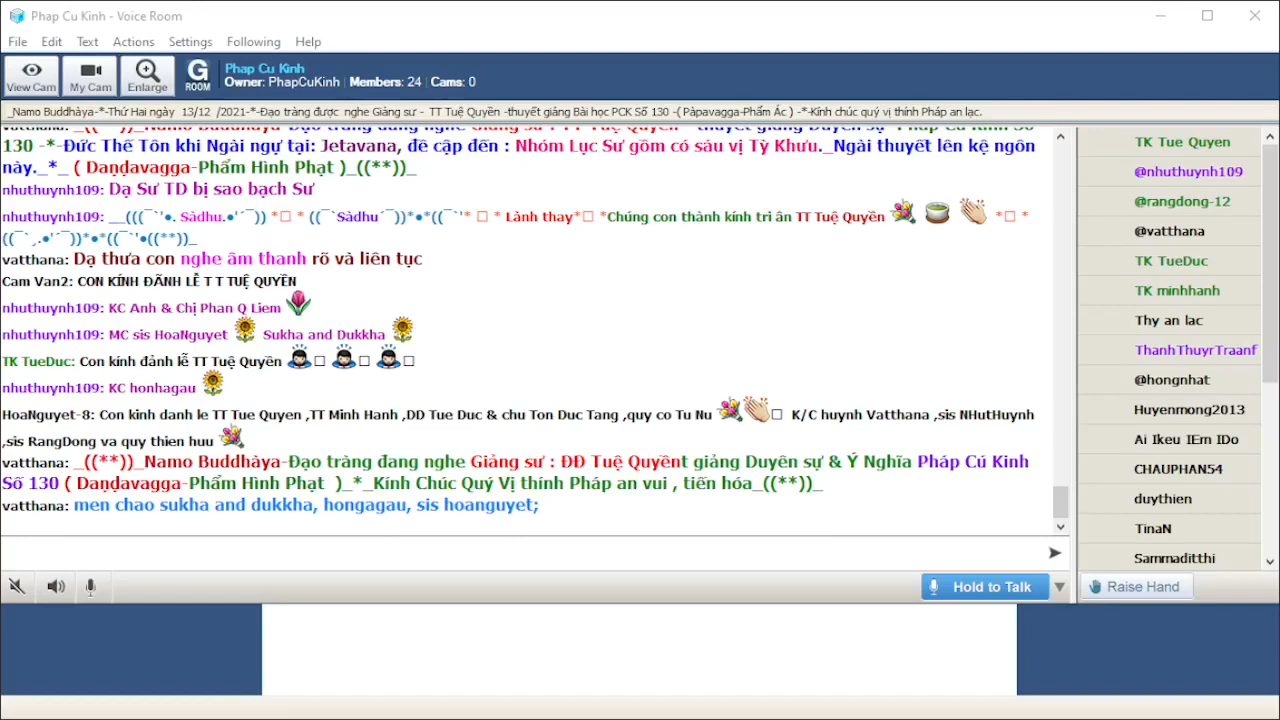 Phap Cu Kinh - Voice Room
File Edit Text Actions Settings Following Help
View Cam My Cam Enlarge G ROOM
Phap Cu Kinh
Owner: PhapCuKinh Members: 24 Cams: 0
_Namo Buddhàya-*-Thứ Hai ngày 13/12 /2021-*-Đạo tràng được nghe Giảng sư - TT Tuệ Quyền -thuyết giảng Bài học PCK Số 130 -( Pàpavagga-Phẩm Ác ) -*-Kính chúc quý vị thính Pháp an lạc.
130 -*-Đức Thế Tôn khi Ngài ngự tại: Jetavana, đề cập đến : Nhóm Lục Sư gồm có sáu vị Tỳ Khưu._Ngài thuyết lên kệ ngôn
này._*_ ( Daṇḍavagga-Phẩm Hình Phạt )_((**))_
nhuthuynh109: Dạ Sư TD bị sao bạch Sư
nhuthuynh109: __(((¯`'•. Sàdhu.•'´¯)) *□ * ((¯`Sàdhu´¯))*•*((¯`'* □ * Lành thay*□ *Chúng con thành kính tri ân TT Tuệ Quyền *□ *
((¯`¸.•'´¯))*•*((¯`'•((**))_
vatthana: Dạ thưa con nghe âm thanh rõ và liên tục
Cam Van2: CON KÍNH ĐÃNH LỄ T T TUỆ QUYỀN
nhuthuynh109: KC Anh & Chị Phan Q Liem
nhuthuynh109: MC sis HoaNguyet Sukha and Dukkha
TK TueDuc: Con kính đảnh lễ TT Tuệ Quyền □ □ □
nhuthuynh109: KC honhagau
HoaNguyet-8: Con kinh danh le TT Tue Quyen ,TT Minh Hanh ,DD Tue Duc & chu Ton Duc Tang ,quy co Tu Nu □ K/C huynh Vatthana ,sis NHutHuynh
,sis RangDong va quy thien huu
vatthana: _((**))_Namo Buddhàya-Đạo tràng đang nghe Giảng sư : ĐĐ Tuệ Quyềnt giảng Duyên sự & Ý Nghĩa Pháp Cú Kinh
Số 130 ( Daṇḍavagga-Phẩm Hình Phạt )_*_Kính Chúc Quý Vị thính Pháp an vui , tiến hóa_((**))_
vatthana: men chao sukha and dukkha, hongagau, sis hoanguyet;
Hold to Talk
TK Tue Quyen
@nhuthuynh109
@rangdong-12
@vatthana
TK TueDuc
TK minhhanh
Thy an lac
ThanhThuyrTraanf
@hongnhat
Huyenmong2013
Ai Ikeu IEm IDo
CHAUPHAN54
duythien
TinaN
Sammaditthi
Raise Hand